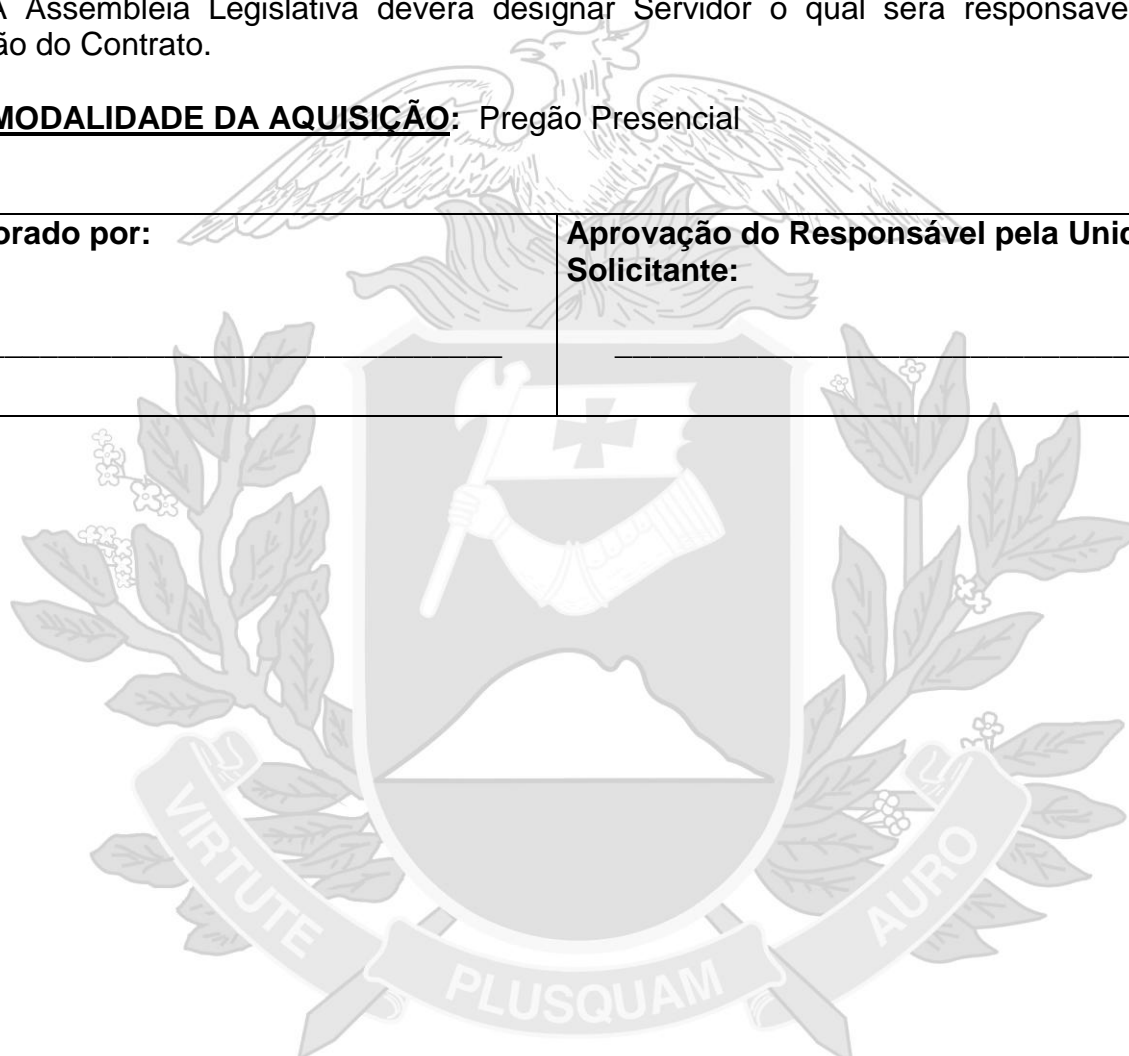 A Assembleia Legislativa deverá designar Servidor o qual será responsáve
ão do Contrato.
MODALIDADE DA AQUISIÇÃO: Pregão Presencial
orado por:
Aprovação do Responsável pela Unid
Solicitante:
VIRTUTE
PLUSQUAM
AURO